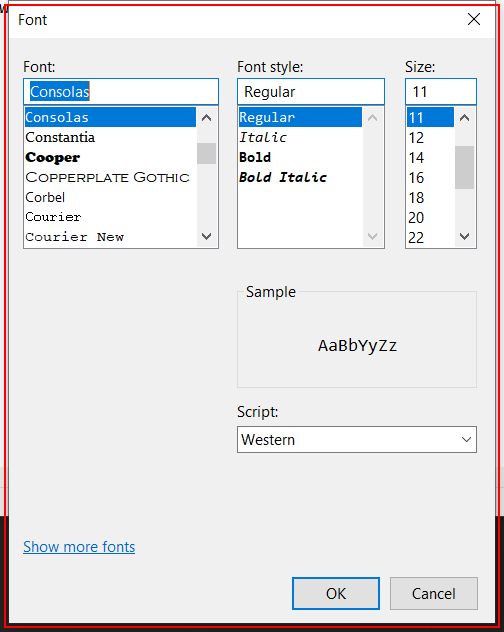 Font
Font: Font style: Size:
Consolas Regular 11
Consolas Regular 11
Constantia Italic 12
Cooper Bold 14
Copperplate Gothic Bold Italic 16
Corbel 18
Courier 20
Courier New 22
Sample
AaBbYyZz
Script:
Western
Show more fonts
OK Cancel